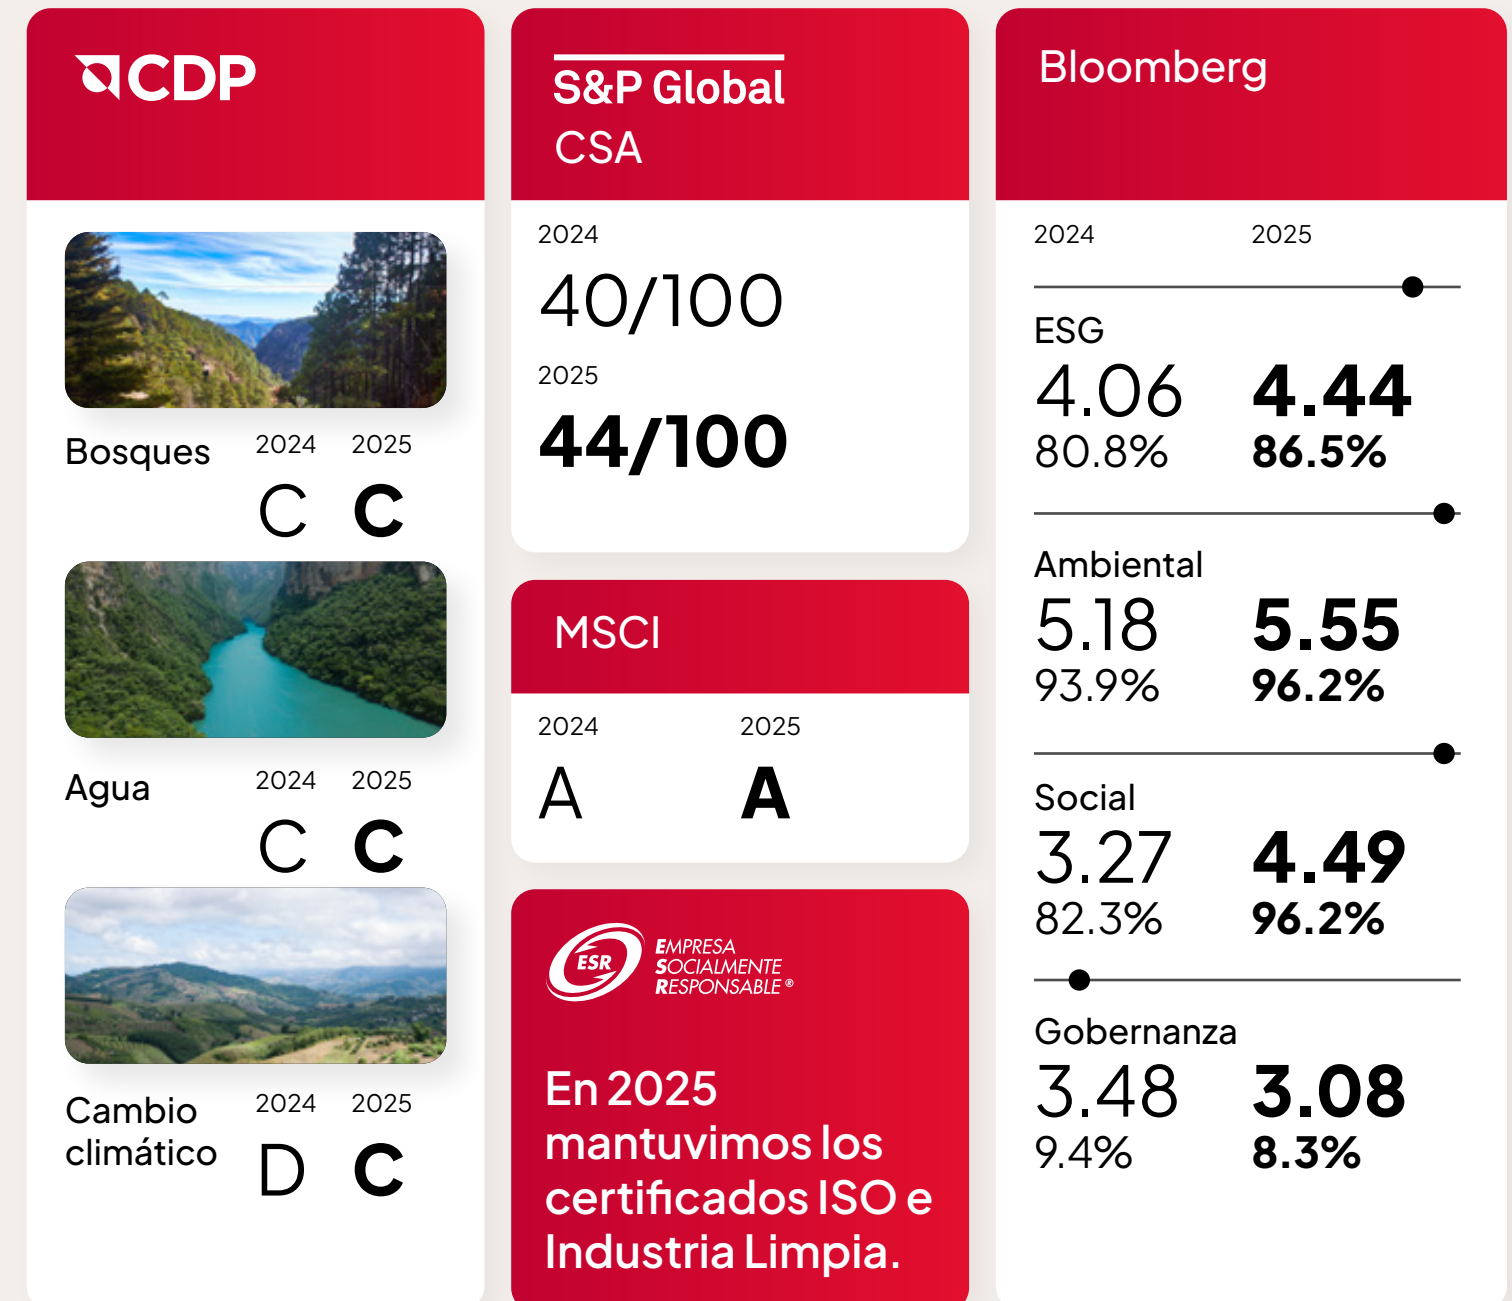 CDP
Bosques
2024 2025
C C
Agua
2024 2025
C C
Cambio
climático
2024 2025
D C
S&P Global
CSA
2024
40/100
2025
44/100
MSCI
2024 2025
A A
ESR
EMPRESA
SOCIALMENTE
RESPONSABLE®
En 2025
mantuvimos los
certificados ISO e
Industria Limpia.
Bloomberg
2024 2025
ESG
4.06 4.44
80.8% 86.5%
Ambiental
5.18 5.55
93.9% 96.2%
Social
3.27 4.49
82.3% 96.2%
Gobernanza
3.48 3.08
9.4% 8.3%